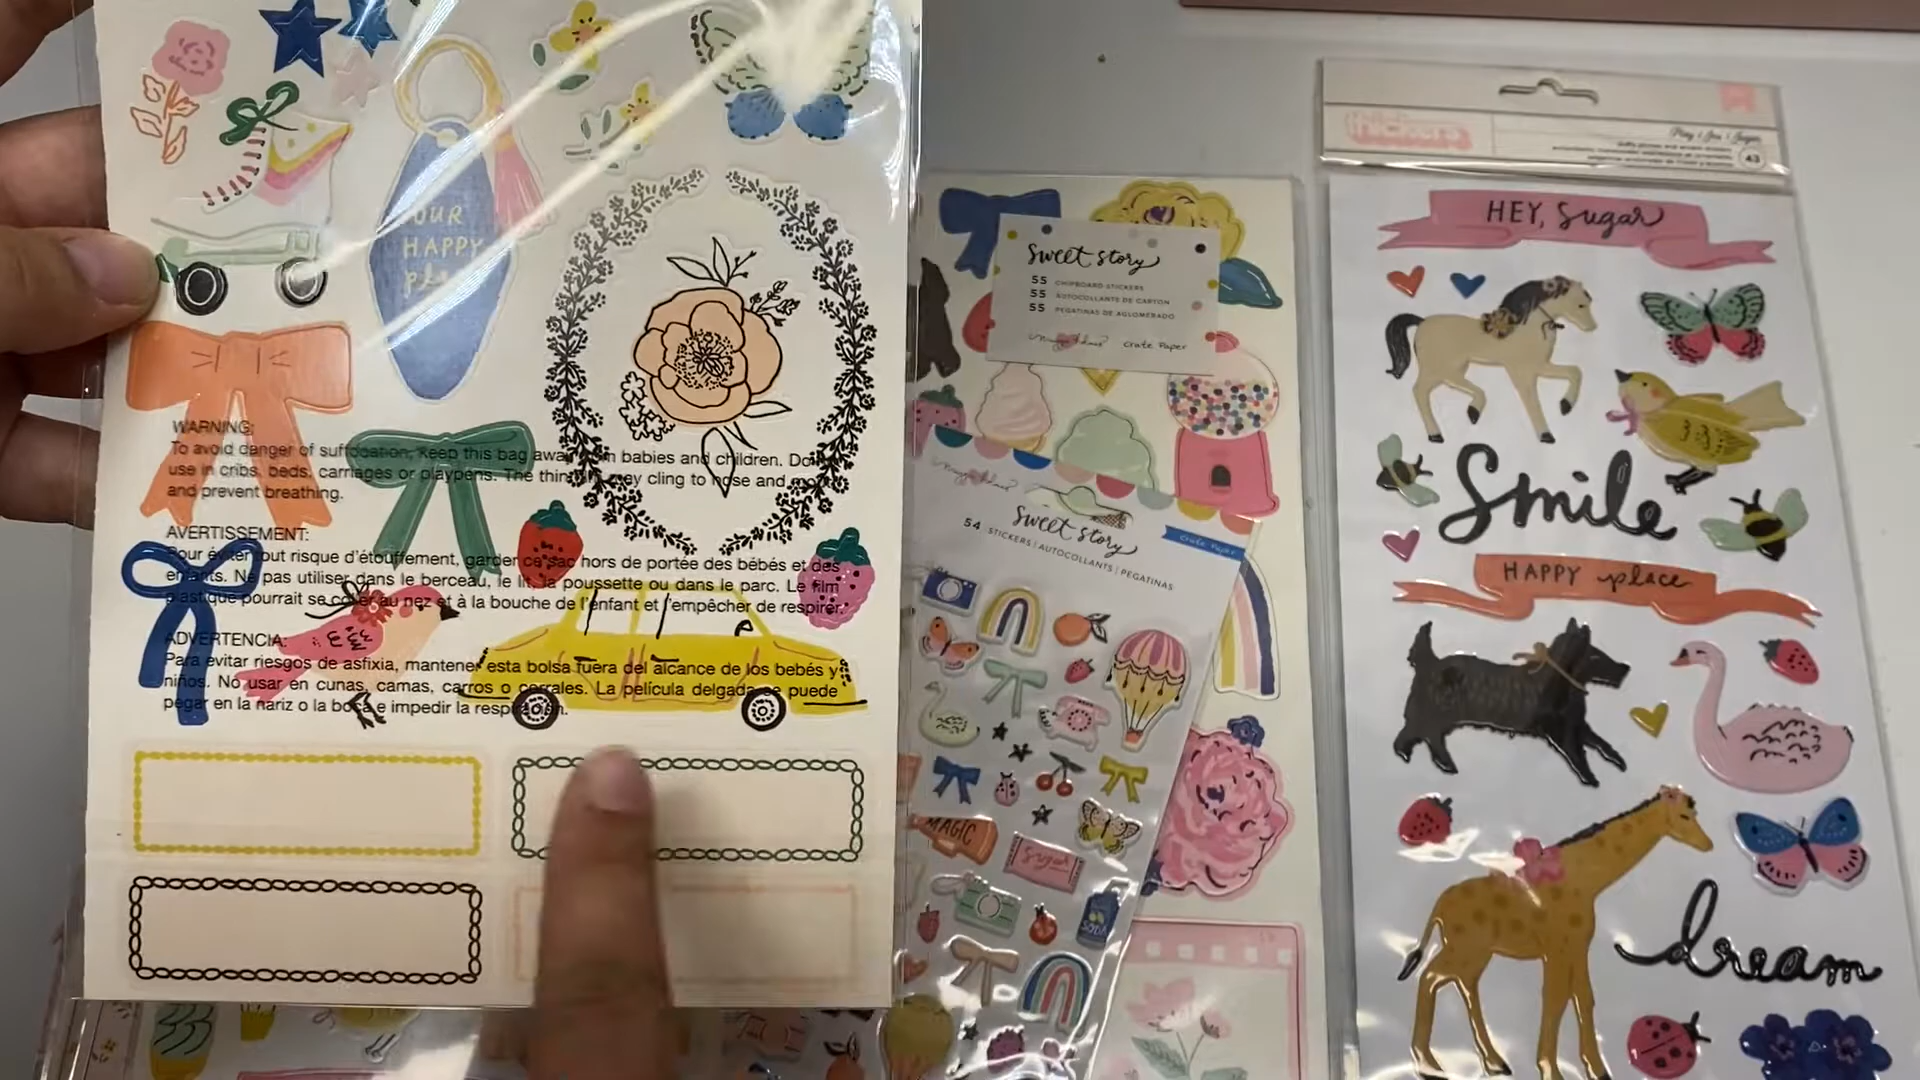 YOUR
HAPPY
WARNING:
To avoid danger of suffocation, keep this bag away from babies and children. Do
use in cribs, beds, carriages or playpens. The thin may cling to nose and
and prevent breathing.
AVERTISSEMENT:
Pour éviter tout risque d'étouffement, garder ce sac hors de portée des bébés et des
enfants. Ne pas utiliser dans le berceau, le lit, la poussette ou dans le parc. Le film
plastique pourrait se coller au nez et à la bouche de l'enfant et l'empêcher de respirer.
ADVERTENCIA:
Para evitar riesgos de asfixia, mantener esta bolsa fuera del alcance de los bebés y
niños. No usar en cunas, camas, carros o corrales. La película delgada se puede
pegar en la nariz o la boca e impedir la respiración.
sweet story
55 CHIPBOARD STICKERS
55 AUTOCOLLANTS DE CARTON
55 PEGATINAS DE AGLOMERADO
crate Paper
sweet story
54 STICKERS | AUTOCOLLANTS | PEGATINAS
crate Paper
MAGIC
Sugar
SODA
thickers
43
HEY, Sugar
Smile
HAPPY place
dream